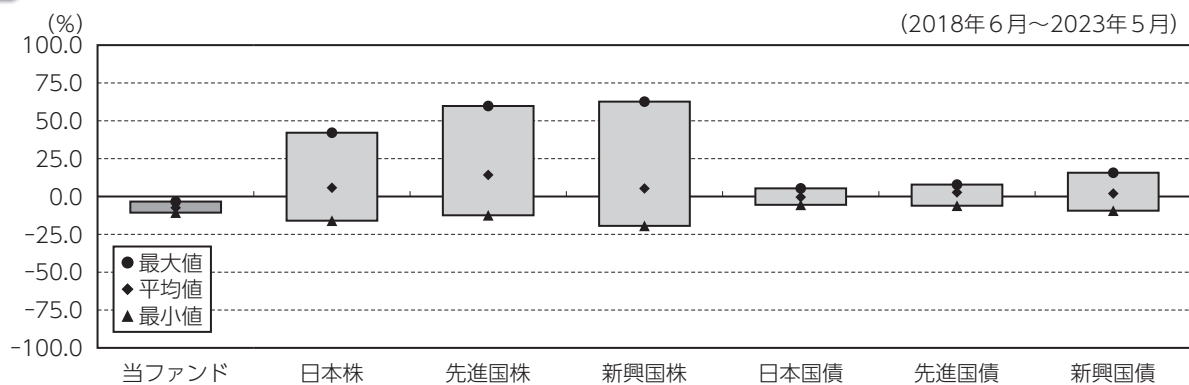 (%)
(2018年6月～2023年5月)
100.0
75.0
50.0
25.0
0.0
-25.0
-50.0
-75.0
-100.0
●最大値
◆平均値
▲最小値
当ファンド 日本株 先進国株 新興国株 日本国債 先進国債 新興国債